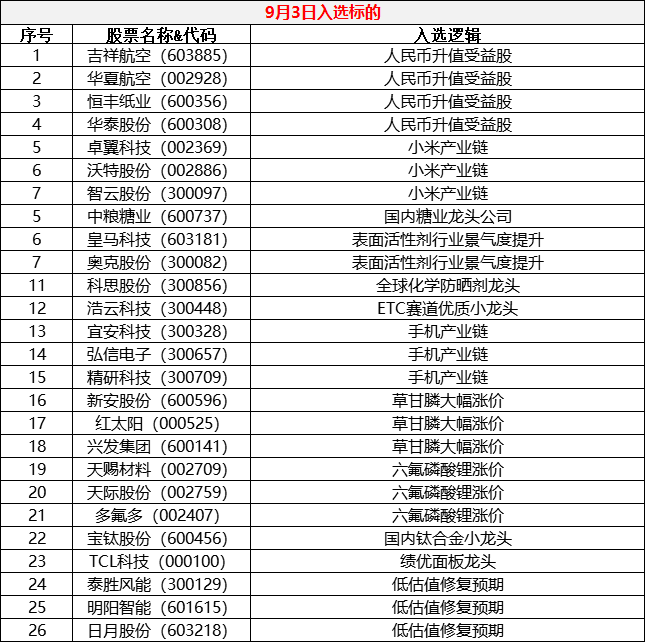 9月3日入选标的
序号 股票名称&代码 入选逻辑
1 吉祥航空（603885） 人民币升值受益股
2 华夏航空（002928） 人民币升值受益股
3 恒丰纸业（600356） 人民币升值受益股
4 华泰股份（600308） 人民币升值受益股
5 卓翼科技（002369） 小米产业链
6 沃特股份（002886） 小米产业链
7 智云股份（300097） 小米产业链
5 中粮糖业（600737） 国内糖业龙头公司
6 皇马科技（603181） 表面活性剂行业景气度提升
7 奥克股份（300082） 表面活性剂行业景气度提升
11 科思股份（300856） 全球化学防晒剂龙头
12 浩云科技（300448） ETC赛道优质小龙头
13 宜安科技（300328） 手机产业链
14 弘信电子（300657） 手机产业链
15 精研科技（300709） 手机产业链
16 新安股份（600596） 草甘膦大幅涨价
17 红太阳（000525） 草甘膦大幅涨价
18 兴发集团（600141） 草甘膦大幅涨价
19 天赐材料（002709） 六氟磷酸锂涨价
20 天际股份（002759） 六氟磷酸锂涨价
21 多氟多（002407） 六氟磷酸锂涨价
22 宝钛股份（600456） 国内钛合金小龙头
23 TCL科技（000100） 绩优面板龙头
24 泰胜风能（300129） 低估值修复预期
25 明阳智能（601615） 低估值修复预期
26 日月股份（603218） 低估值修复预期